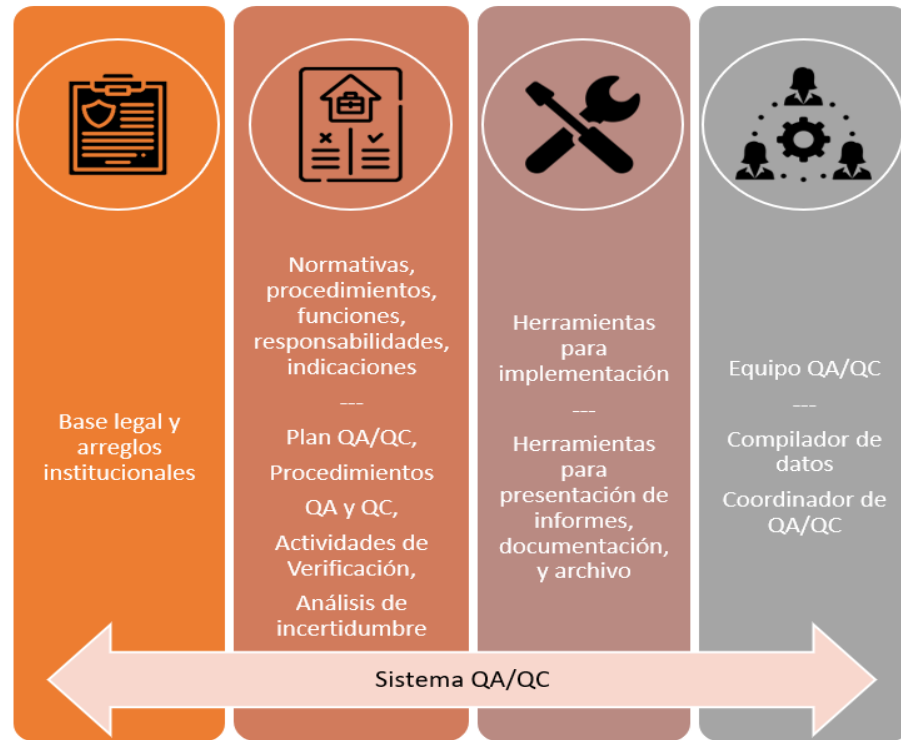 Base legal y
arreglos
institucionales
Normativas,
procedimientos,
funciones,
responsabilidades,
indicaciones
---
Plan QA/QC,
Procedimientos
QA y QC,
Actividades de
Verificación,
Análisis de
incertidumbre
Herramientas
para
implementación
---
Herramientas
para
presentación de
informes,
documentación,
y archivo
Equipo QA/QC
---
Compilador de
datos
Coordinador de
QA/QC
Sistema QA/QC